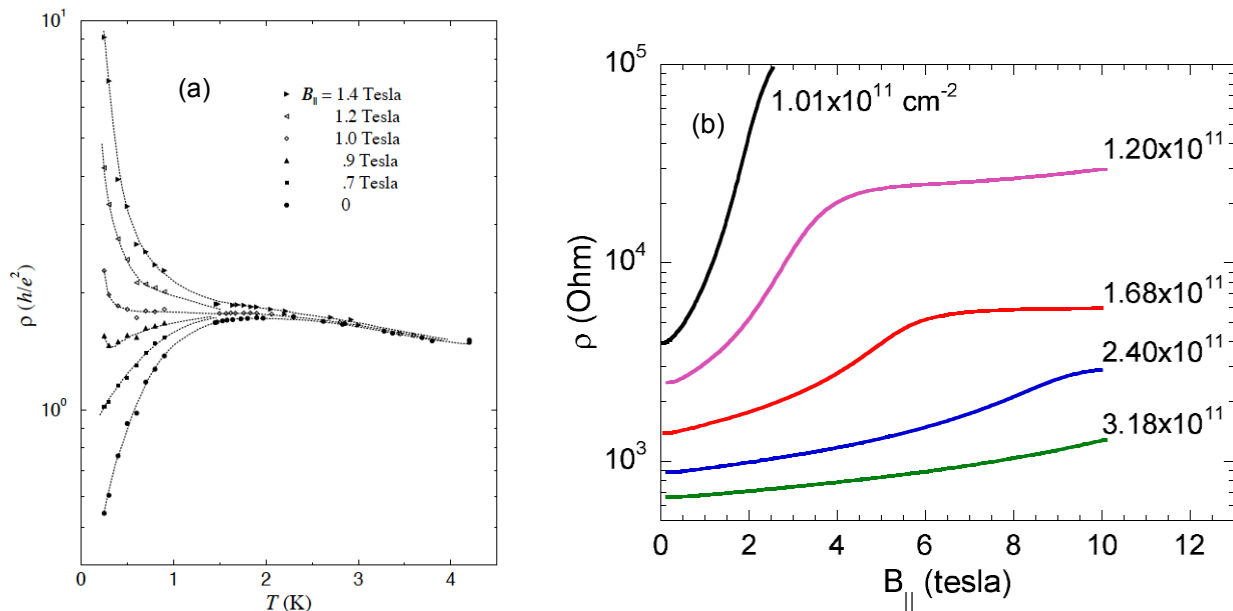 10¹
(a)
B|| = 1.4 Tesla
1.2 Tesla
1.0 Tesla
.9 Tesla
.7 Tesla
0
ρ (h/e²)
10⁰
0 1 2 3 4
T (K)
10⁵
(b)
1.01x10¹¹ cm⁻²
1.20x10¹¹
10⁴
ρ (Ohm)
1.68x10¹¹
2.40x10¹¹
3.18x10¹¹
10³
0 2 4 6 8 10 12
B|| (tesla)